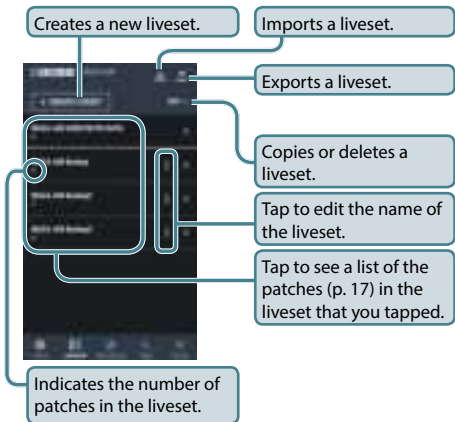 Creates a new liveset.
Imports a liveset.
Exports a liveset.
Copies or deletes a
liveset.
Tap to edit the name of
the liveset.
Tap to see a list of the
patches (p. 17) in the
liveset that you tapped.
Indicates the number of
patches in the liveset.